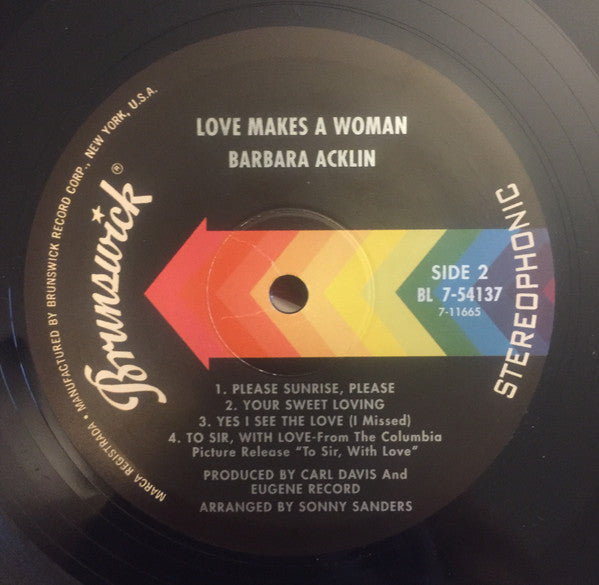 LOVE MAKES A WOMAN
BARBARA ACKLIN
Brunswick®
MARCA REGISTRADA • MANUFACTURED BY BRUNSWICK RECORD CORP., NEW YORK, U.S.A.
SIDE 2
BL 7-54137
7-11665
STEREOPHONIC
1. PLEASE SUNRISE, PLEASE
2. YOUR SWEET LOVING
3. YES I SEE THE LOVE (I Missed)
4. TO SIR, WITH LOVE-From The Columbia
Picture Release "To Sir, With Love"
PRODUCED BY CARL DAVIS And
EUGENE RECORD
ARRANGED BY SONNY SANDERS